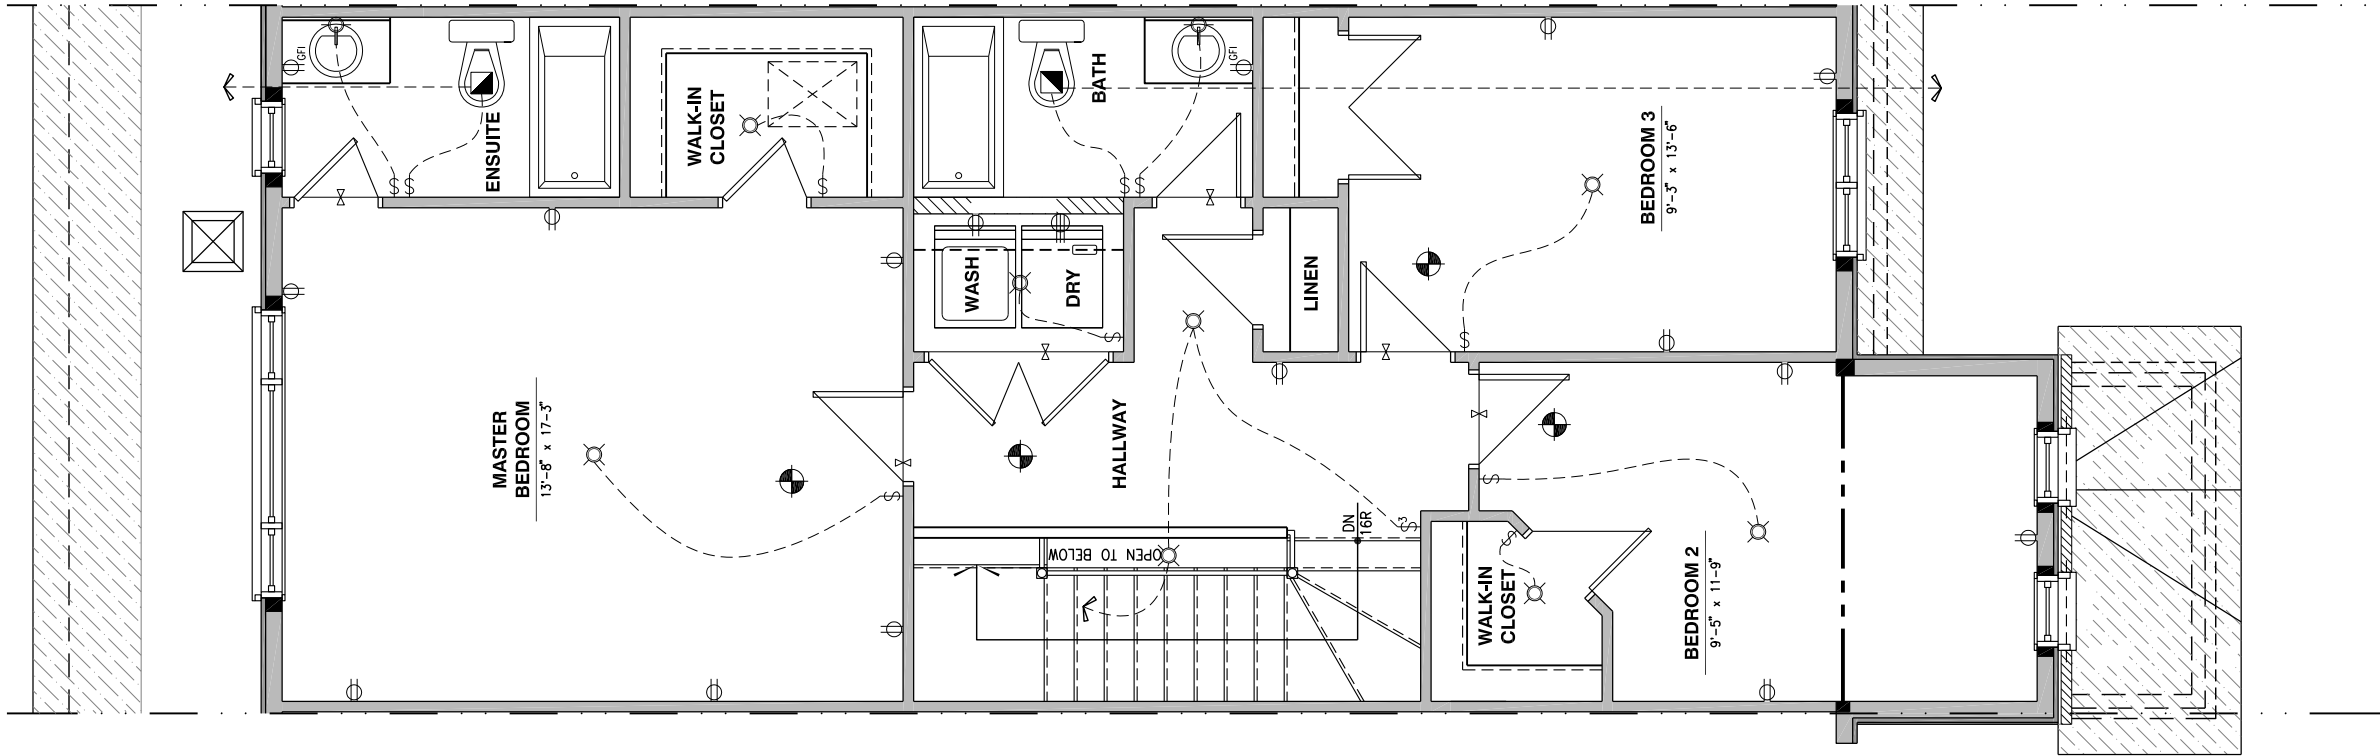 GFI
ENSUITE
WALK-IN
CLOSET
BATH
GFI
BEDROOM 3
9'-3" x 13'-6"
WASH
DRY
LINEN
MASTER
BEDROOM
13'-8" x 17'-3"
HALLWAY
DN
16R
OPEN TO BELOW
WALK-IN
CLOSET
BEDROOM 2
9'-5" x 11'-9"
S
S
S
S
S
S
S
S
S
S3
S